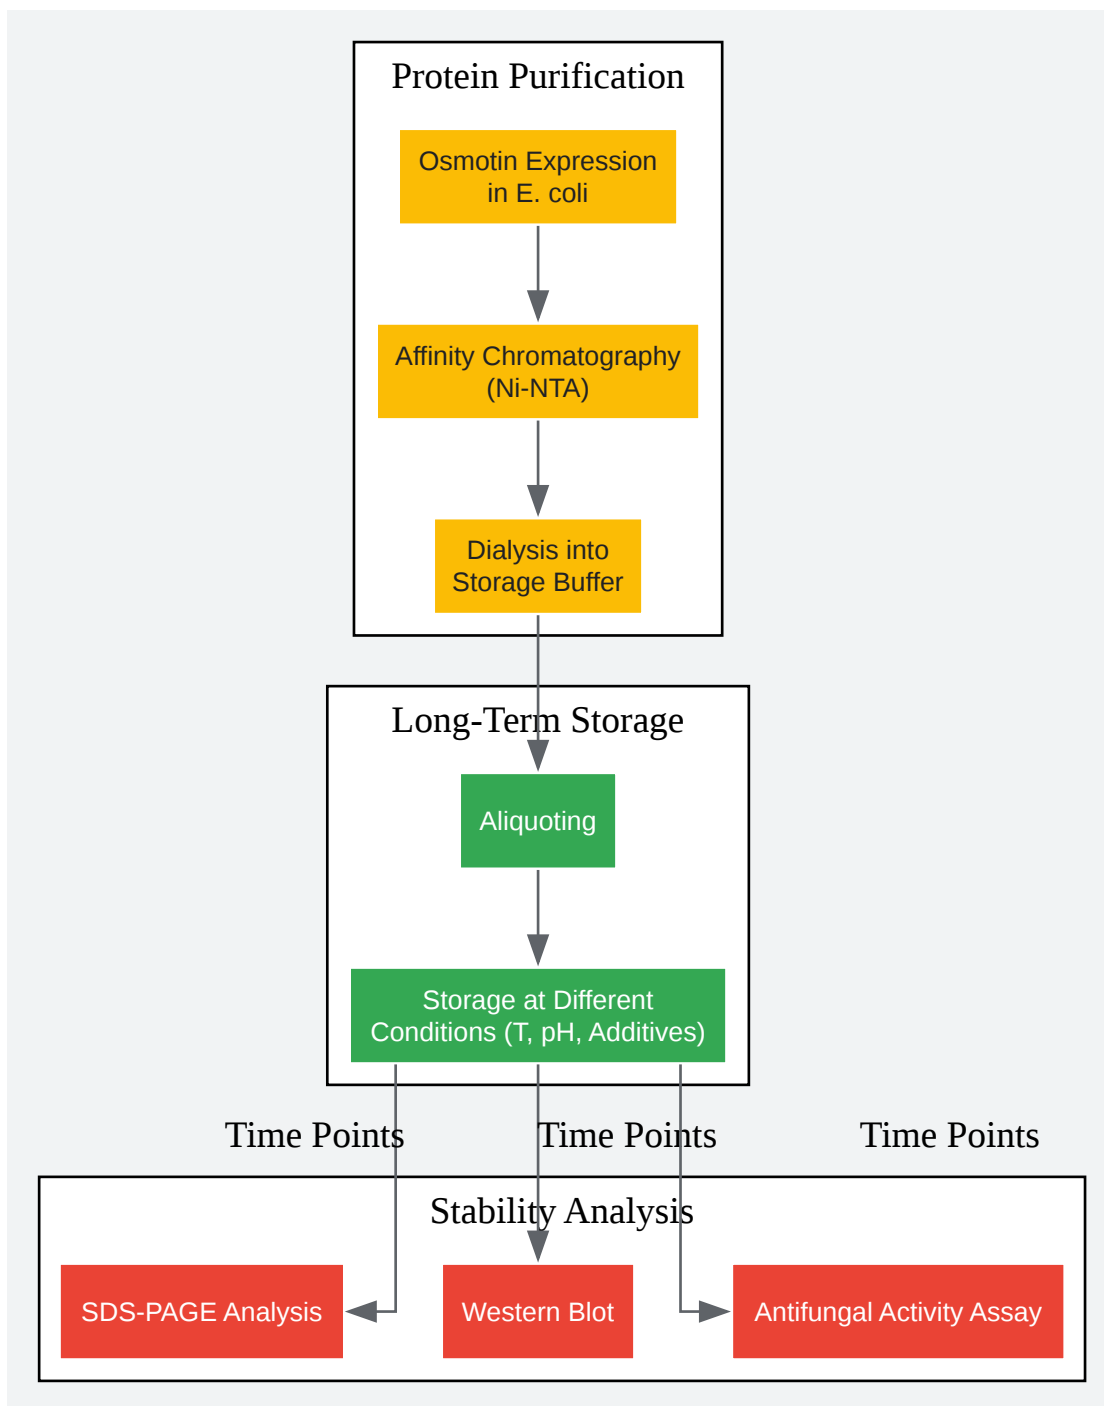 Protein Purification
Osmotin Expression
in E. coli
Affinity Chromatography
(Ni-NTA)
Dialysis into
Storage Buffer
Long-Term Storage
Aliquoting
Storage at Different
Conditions (T, pH, Additives)
Time Points
Time Points
Time Points
Stability Analysis
SDS-PAGE Analysis
Western Blot
Antifungal Activity Assay